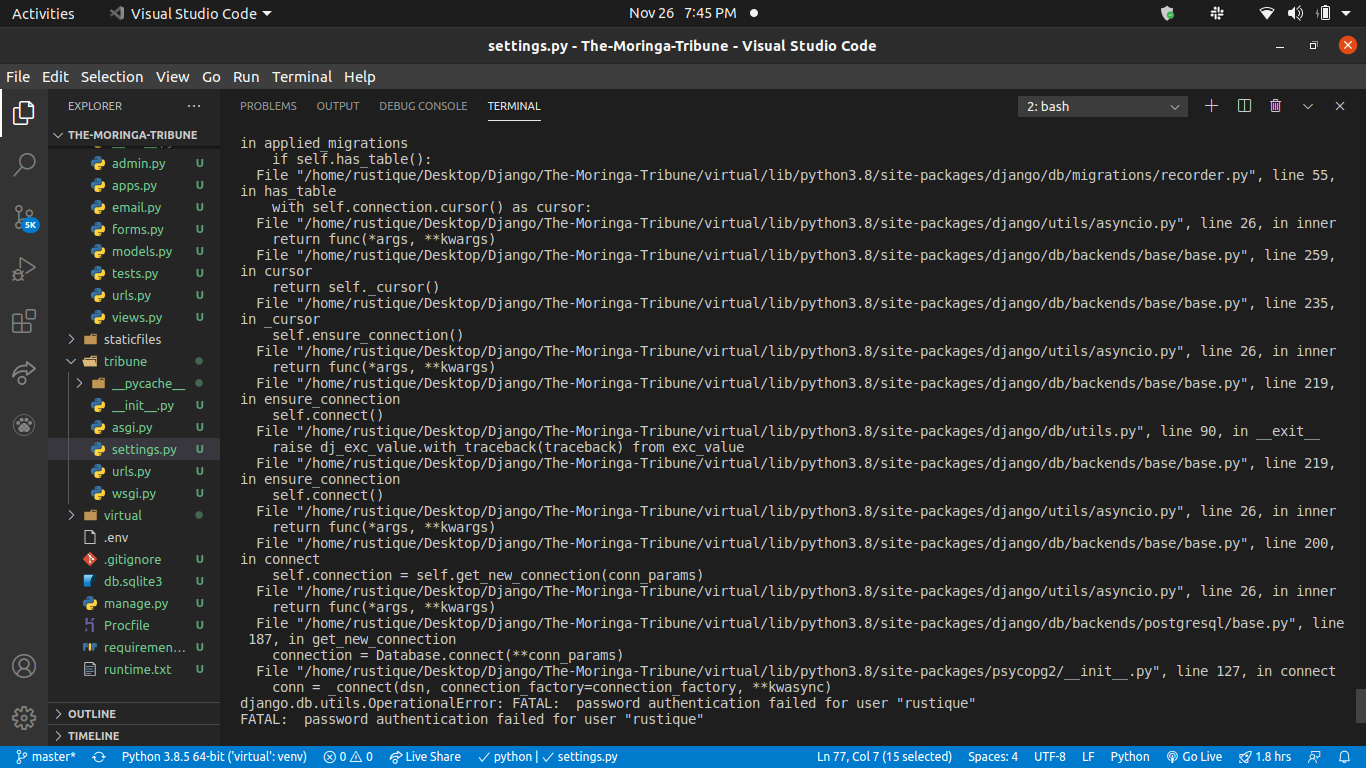 Activities
Visual Studio Code
Nov 26 7:45 PM
settings.py - The-Moringa-Tribune - Visual Studio Code
File Edit Selection View Go Run Terminal Help
EXPLORER
THE-MORINGA-TRIBUNE
admin.py U
apps.py U
email.py U
forms.py U
models.py U
tests.py U
urls.py U
views.py U
staticfiles
tribune
__pycache__
__init__.py U
asgi.py U
settings.py U
urls.py U
wsgi.py U
virtual
.env
.gitignore U
db.sqlite3 U
manage.py U
Procfile U
requiremen... U
runtime.txt U
OUTLINE
TIMELINE
5K
PROBLEMS OUTPUT DEBUG CONSOLE TERMINAL
2: bash
in applied_migrations
if self.has_table():
File "/home/rustique/Desktop/Django/The-Moringa-Tribune/virtual/lib/python3.8/site-packages/django/db/migrations/recorder.py", line 55,
in has_table
with self.connection.cursor() as cursor:
File "/home/rustique/Desktop/Django/The-Moringa-Tribune/virtual/lib/python3.8/site-packages/django/utils/asyncio.py", line 26, in inner
return func(*args, **kwargs)
File "/home/rustique/Desktop/Django/The-Moringa-Tribune/virtual/lib/python3.8/site-packages/django/db/backends/base/base.py", line 259,
in cursor
return self._cursor()
File "/home/rustique/Desktop/Django/The-Moringa-Tribune/virtual/lib/python3.8/site-packages/django/db/backends/base/base.py", line 235,
in _cursor
self.ensure_connection()
File "/home/rustique/Desktop/Django/The-Moringa-Tribune/virtual/lib/python3.8/site-packages/django/utils/asyncio.py", line 26, in inner
return func(*args, **kwargs)
File "/home/rustique/Desktop/Django/The-Moringa-Tribune/virtual/lib/python3.8/site-packages/django/db/backends/base/base.py", line 219,
in ensure_connection
self.connect()
File "/home/rustique/Desktop/Django/The-Moringa-Tribune/virtual/lib/python3.8/site-packages/django/db/utils.py", line 90, in __exit__
raise dj_exc_value.with_traceback(traceback) from exc_value
File "/home/rustique/Desktop/Django/The-Moringa-Tribune/virtual/lib/python3.8/site-packages/django/db/backends/base/base.py", line 219,
in ensure_connection
self.connect()
File "/home/rustique/Desktop/Django/The-Moringa-Tribune/virtual/lib/python3.8/site-packages/django/utils/asyncio.py", line 26, in inner
return func(*args, **kwargs)
File "/home/rustique/Desktop/Django/The-Moringa-Tribune/virtual/lib/python3.8/site-packages/django/db/backends/base/base.py", line 200,
in connect
self.connection = self.get_new_connection(conn_params)
File "/home/rustique/Desktop/Django/The-Moringa-Tribune/virtual/lib/python3.8/site-packages/django/utils/asyncio.py", line 26, in inner
return func(*args, **kwargs)
File "/home/rustique/Desktop/Django/The-Moringa-Tribune/virtual/lib/python3.8/site-packages/django/db/backends/postgresql/base.py", line
187, in get_new_connection
connection = Database.connect(**conn_params)
File "/home/rustique/Desktop/Django/The-Moringa-Tribune/virtual/lib/python3.8/site-packages/psycopg2/__init__.py", line 127, in connect
conn = _connect(dsn, connection_factory=connection_factory, **kwasync)
django.db.utils.OperationalError: FATAL:  password authentication failed for user "rustique"
FATAL:  password authentication failed for user "rustique"
master* Python 3.8.5 64-bit ('virtual': venv) 0 0 Live Share python | settings.py Ln 77, Col 7 (15 selected) Spaces: 4 UTF-8 LF Python Go Live 1.8 hrs